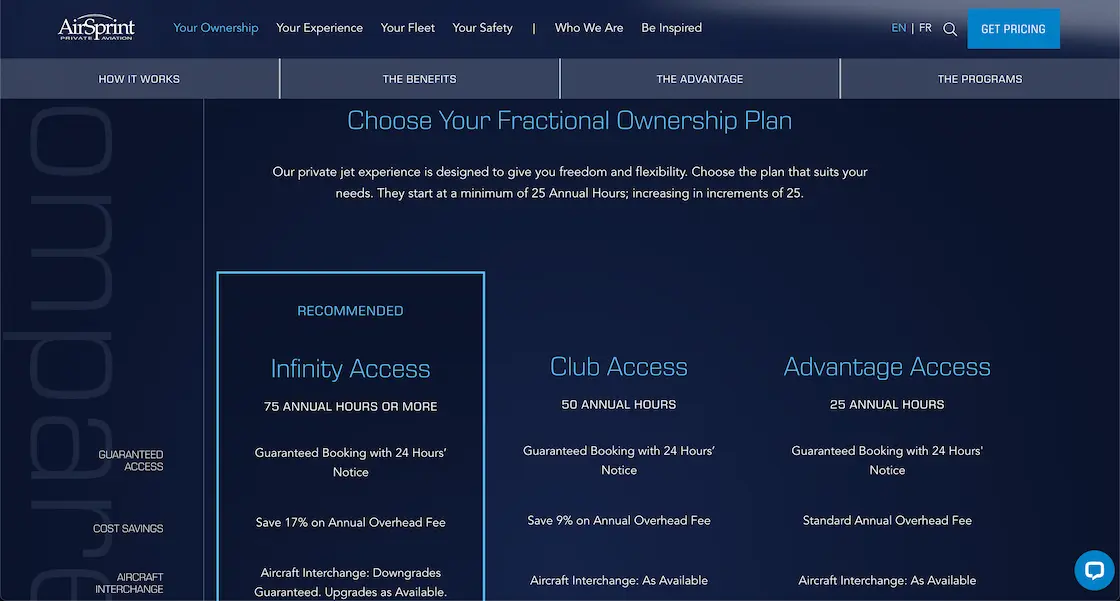 AirSprint
PRIVATE AVIATION
Your Ownership Your Experience Your Fleet Your Safety | Who We Are Be Inspired
EN | FR
GET PRICING
HOW IT WORKS THE BENEFITS THE ADVANTAGE THE PROGRAMS
ompare
Choose Your Fractional Ownership Plan
Our private jet experience is designed to give you freedom and flexibility. Choose the plan that suits your
needs. They start at a minimum of 25 Annual Hours; increasing in increments of 25.
RECOMMENDED
Infinity Access
75 ANNUAL HOURS OR MORE
Club Access
50 ANNUAL HOURS
Advantage Access
25 ANNUAL HOURS
GUARANTEED
ACCESS
Guaranteed Booking with 24 Hours’
Notice
Guaranteed Booking with 24 Hours’
Notice
Guaranteed Booking with 24 Hours'
Notice
COST SAVINGS
Save 17% on Annual Overhead Fee
Save 9% on Annual Overhead Fee
Standard Annual Overhead Fee
AIRCRAFT
INTERCHANGE
Aircraft Interchange: Downgrades
Guaranteed. Upgrades as Available.
Aircraft Interchange: As Available
Aircraft Interchange: As Available